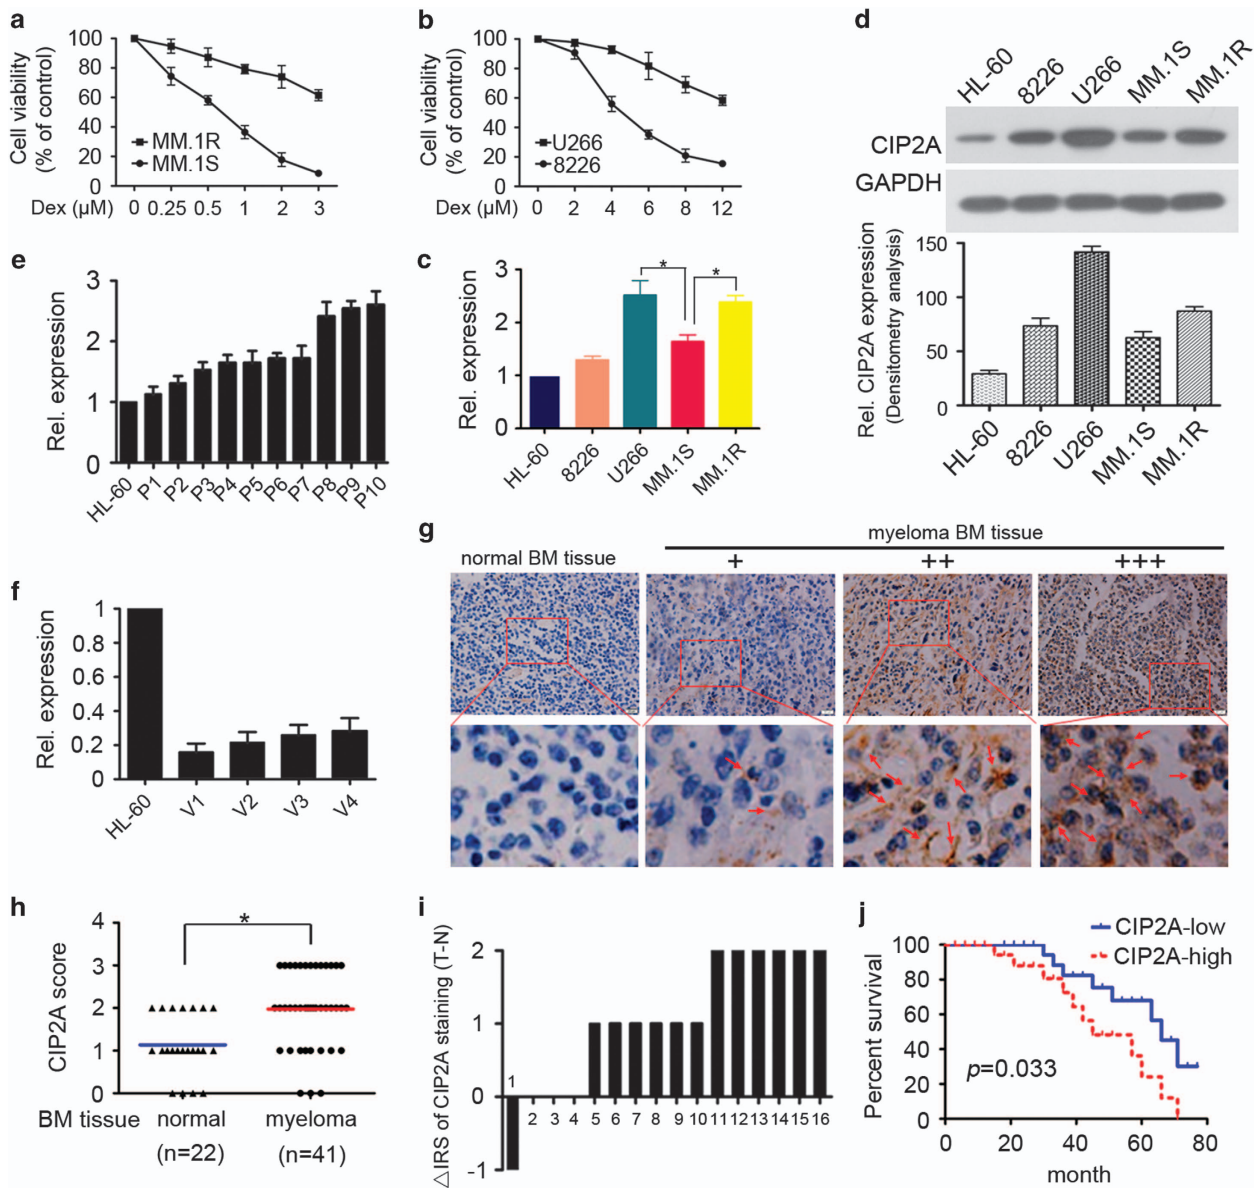 a
Cell viability
(% of control)
100
80
60
40
20
0
MM.1R
MM.1S
Dex (μM) 0 0.25 0.5 1 2 3
b
Cell viability
(% of control)
100
80
60
40
20
0
U266
8226
Dex (μM) 0 2 4 6 8 12
d
HL-60 8226 U266 MM.1S MM.1R
CIP2A
GAPDH
Rel. CIP2A expression
(Densitometry analysis)
150
100
50
0
HL-60 8226 U266 MM.1S MM.1R
e
Rel. expression
3
2
1
0
HL-60 P1 P2 P3 P4 P5 P6 P7 P8 P9 P10
c
Rel. expression
3
2
1
0
* *
HL-60 8226 U266 MM.1S MM.1R
g
myeloma BM tissue
normal BM tissue + ++ +++
f
Rel. expression
1
0.8
0.6
0.4
0.2
0
HL-60 V1 V2 V3 V4
h
CIP2A score
4
3
2
1
0
*
BM tissue normal myeloma
(n=22) (n=41)
i
△IRS of CIP2A staining (T-N)
2
1
0
-1
1
2 3 4 5 6 7 8 9 10 11 12 13 14 15 16
j
Percent survival
100
80
60
40
20
0
CIP2A-low
CIP2A-high
p=0.033
0 20 40 60 80
month